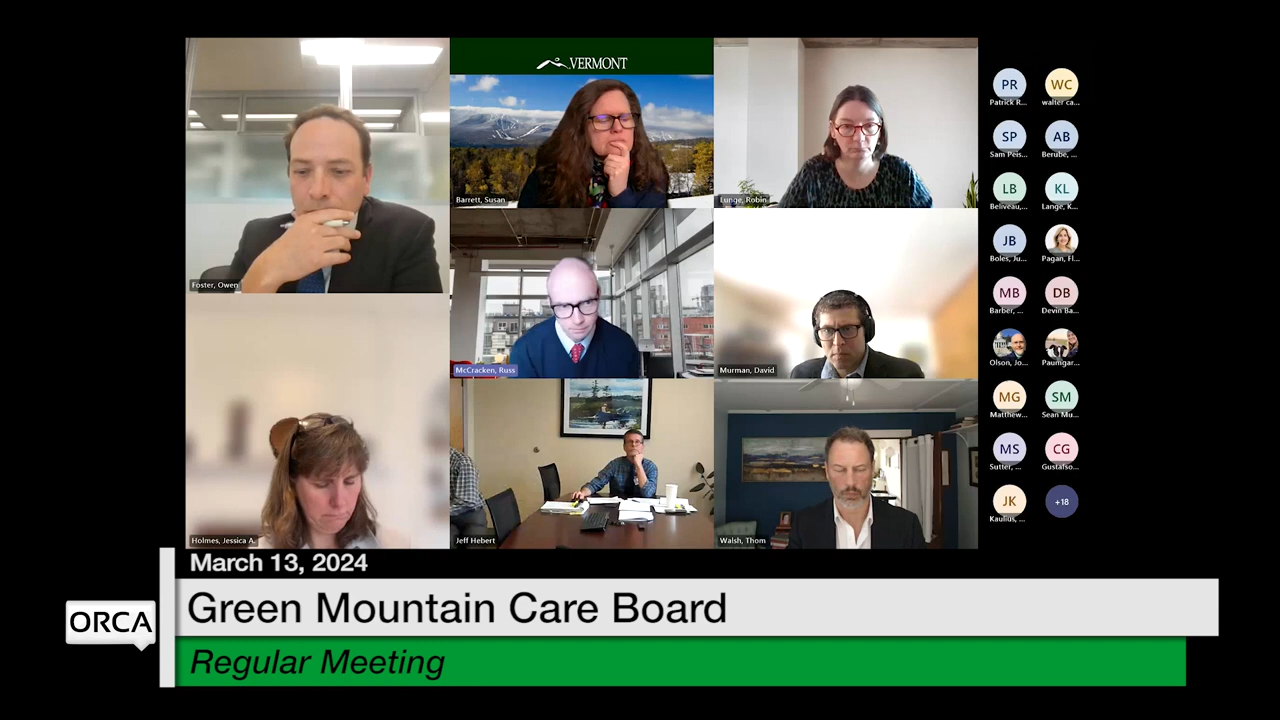 VERMONT
Foster, Owen
Barrett, Susan
Lunge, Robin
McCracken, Russ
Murman, David
Holmes, Jessica A.
Jeff Hebert
Walsh, Thom
PR
Patrick R...
WC
walter ca...
SP
Sam Peis...
AB
Berube, ...
LB
Beliveau,...
KL
Lange, K...
JB
Boles, Ju...
Pagan, Fl...
MB
Barber, ...
DB
Devin Ba...
Olson, Jo...
Paumgar...
MG
Matthew...
SM
Sean Mu...
MS
Sutter, ...
CG
Gustafso...
JK
Kaulius, ...
+18
March 13, 2024
ORCA
Green Mountain Care Board
Regular Meeting